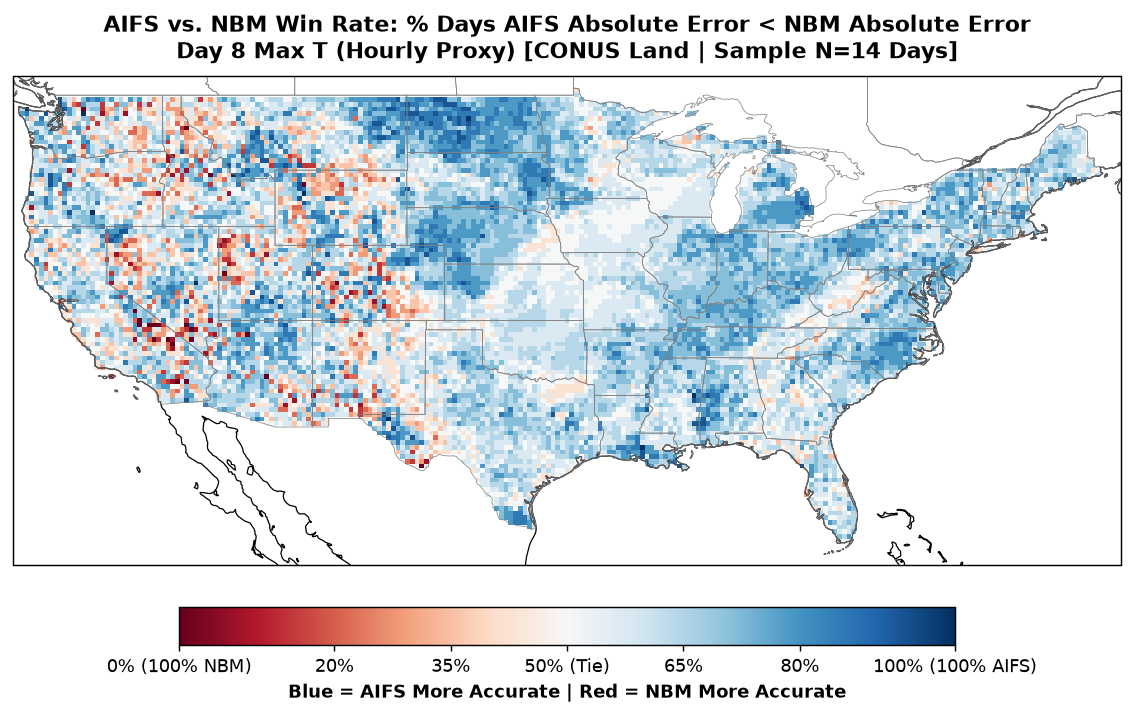 AIFS vs. NBM Win Rate: % Days AIFS Absolute Error < NBM Absolute Error
Day 8 Max T (Hourly Proxy) [CONUS Land | Sample N=14 Days]
0% (100% NBM) 20% 35% 50% (Tie) 65% 80% 100% (100% AIFS)
Blue = AIFS More Accurate | Red = NBM More Accurate